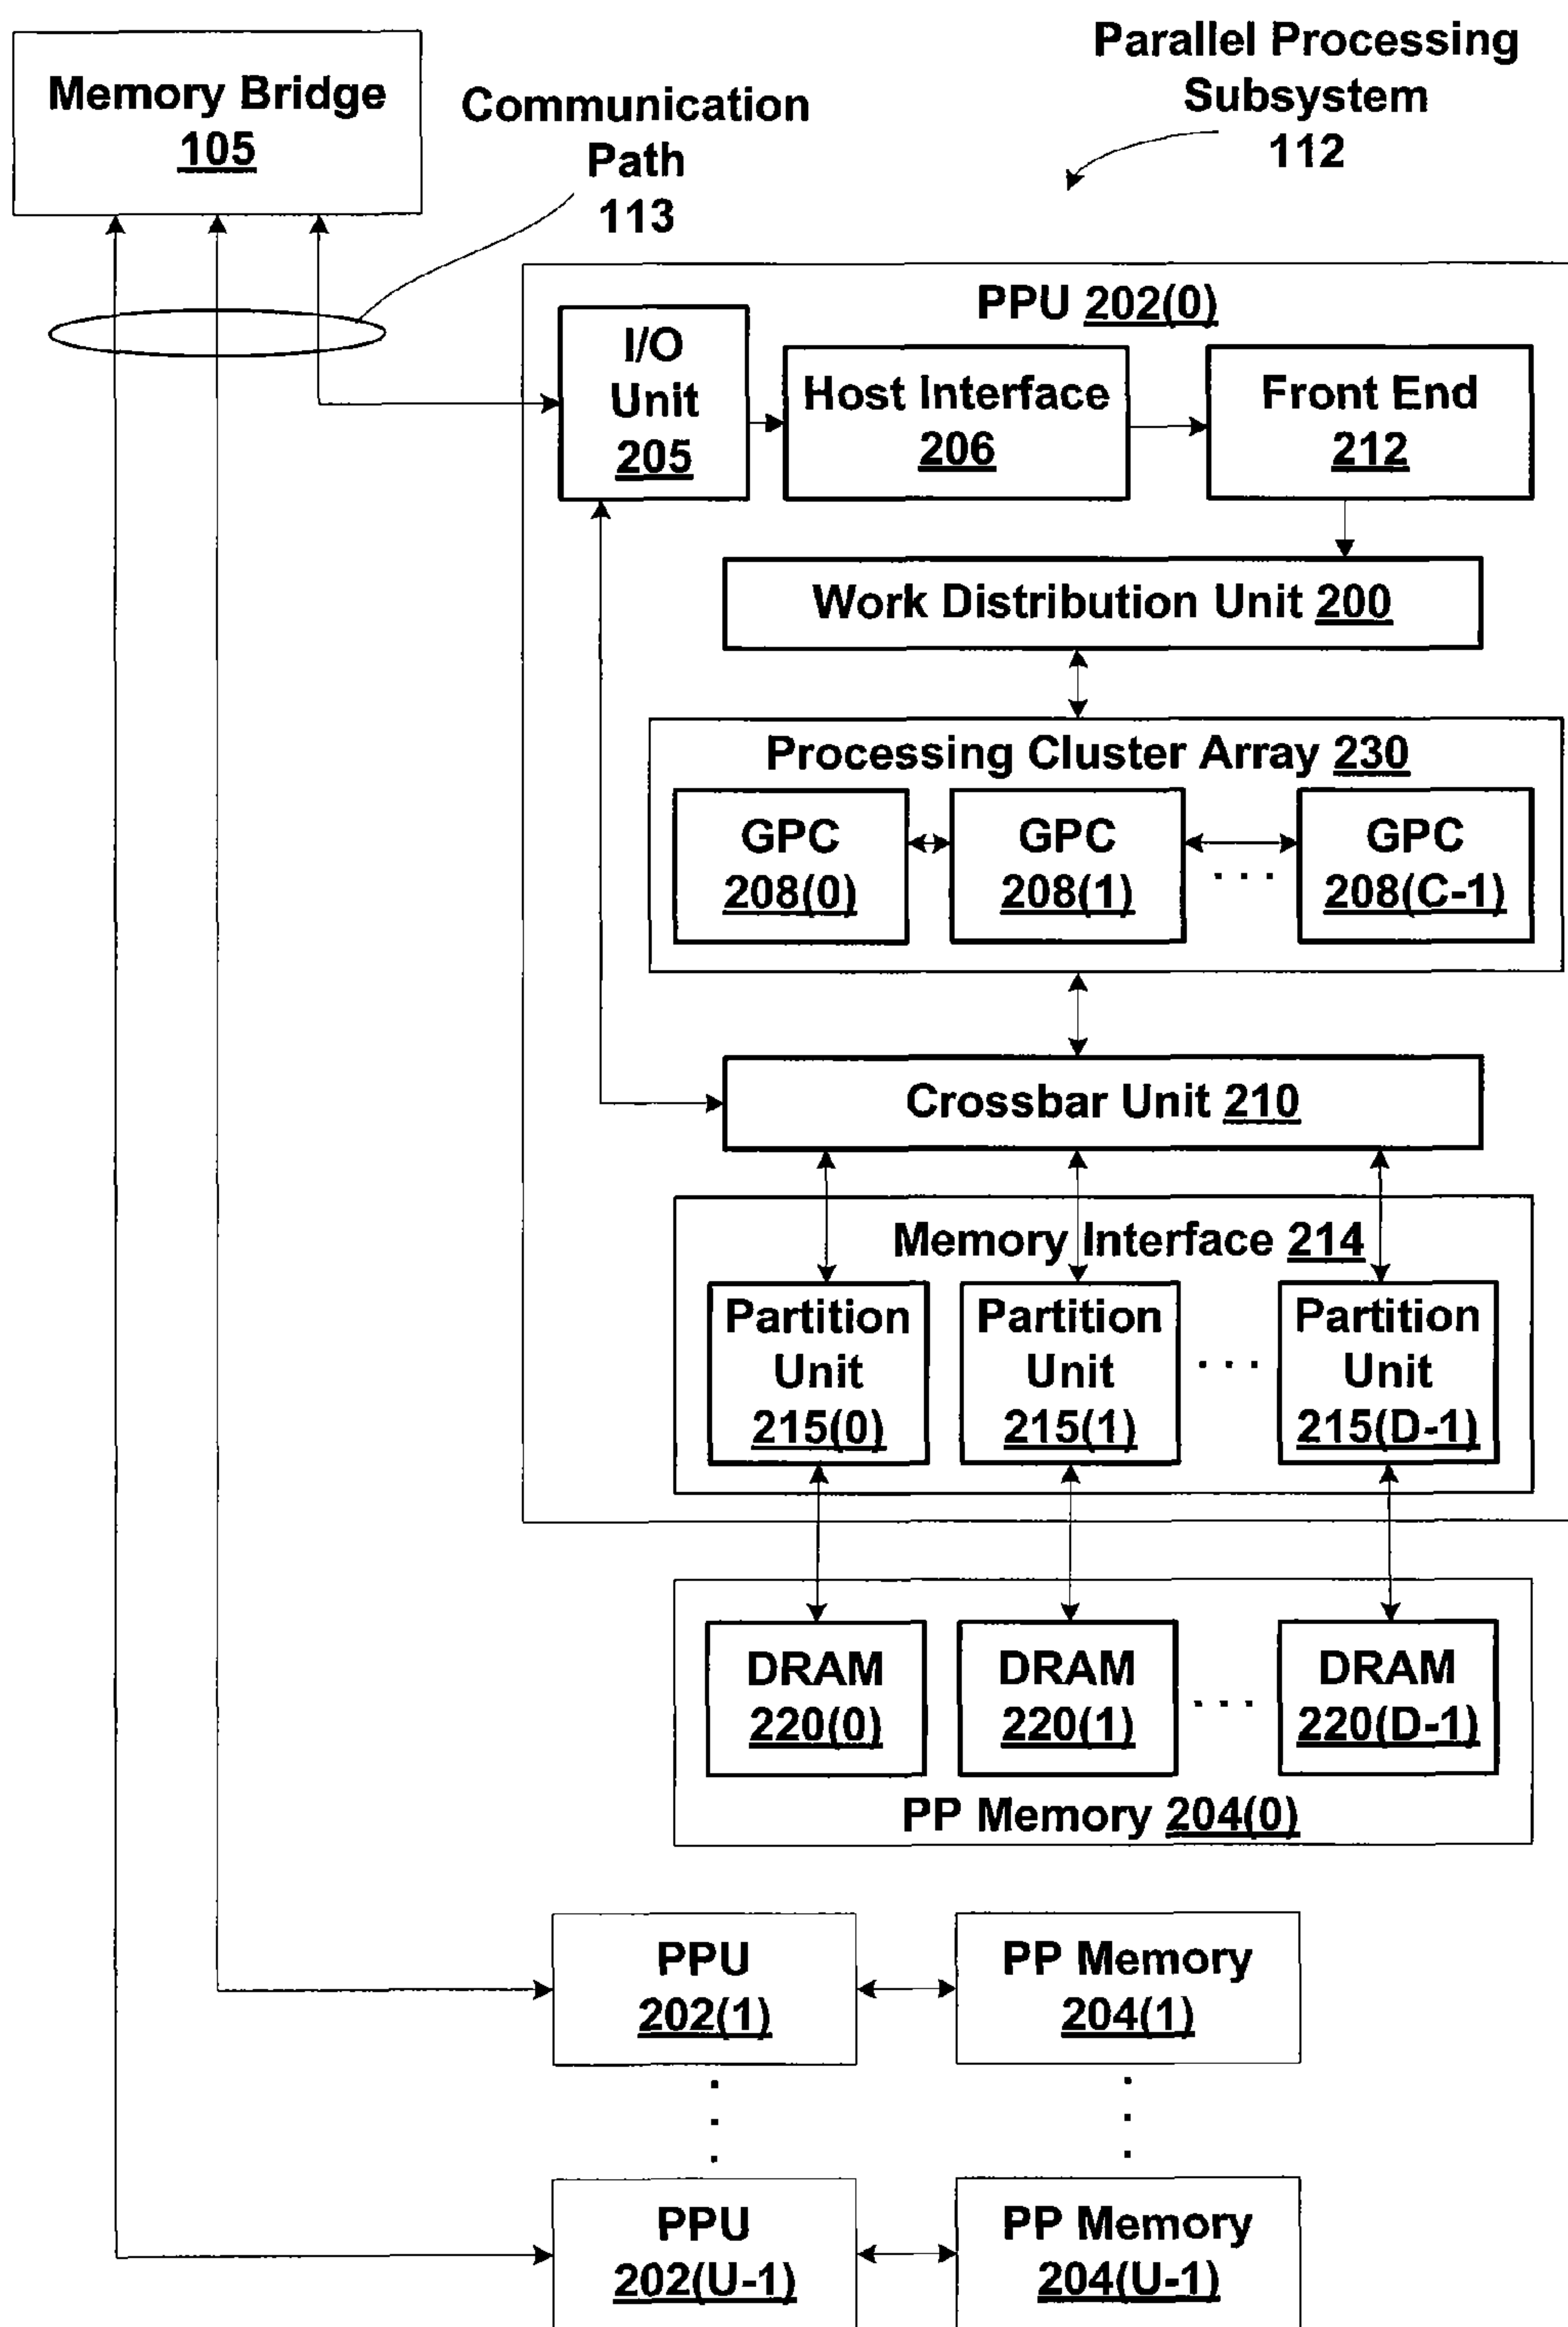 Memory Bridge
105
Communication
Path
113
Parallel Processing
Subsystem
112
PPU 202(0)
I/O
Unit
205
Host Interface
206
Front End
212
Work Distribution Unit 200
Processing Cluster Array 230
GPC
208(0)
GPC
208(1)
. . .
GPC
208(C-1)
Crossbar Unit 210
Memory Interface 214
Partition
Unit
215(0)
Partition
Unit
215(1)
. . .
Partition
Unit
215(D-1)
DRAM
220(0)
DRAM
220(1)
. . .
DRAM
220(D-1)
PP Memory 204(0)
PPU
202(1)
PP Memory
204(1)
PPU
202(U-1)
PP Memory
204(U-1)